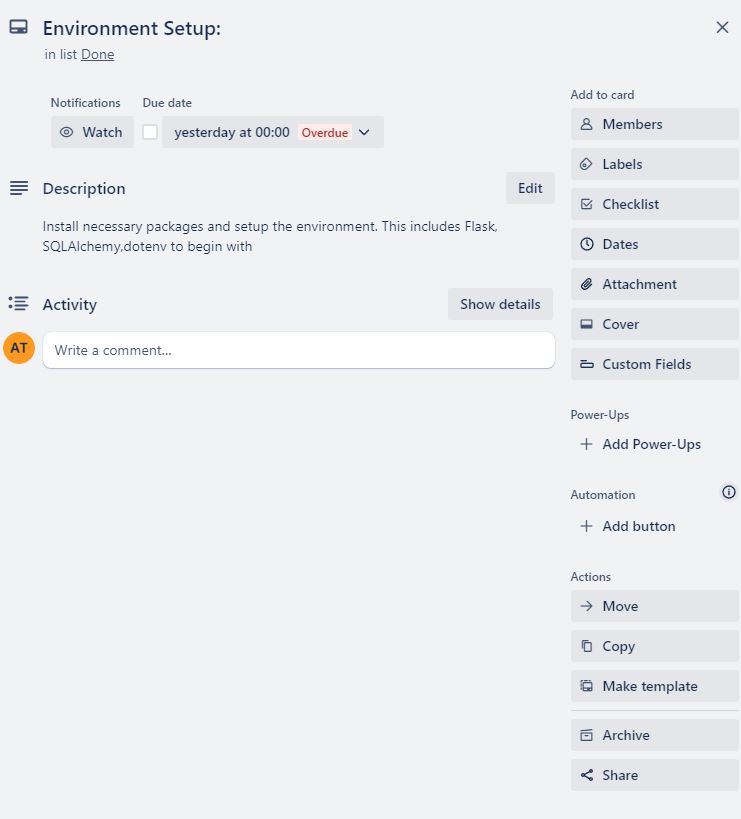 Environment Setup:
in list Done
Notifications
Due date
Watch
yesterday at 00:00 Overdue
Description
Edit
Install necessary packages and setup the environment. This includes Flask,
SQLAlchemy,dotenv to begin with
Activity
Show details
AT
Write a comment...
Add to card
Members
Labels
Checklist
Dates
Attachment
Cover
Custom Fields
Power-Ups
Add Power-Ups
Automation
Add button
Actions
Move
Copy
Make template
Archive
Share